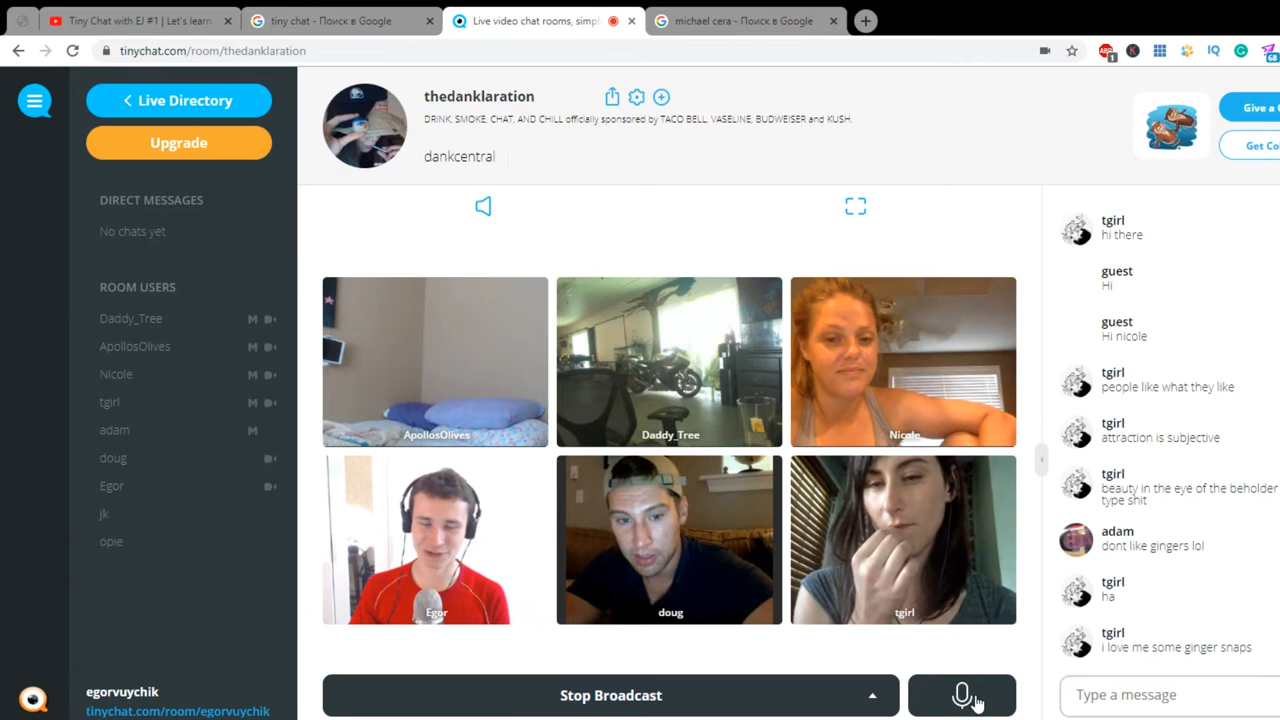 Tiny Chat with EJ #1 | Let's learn
tiny chat - Поиск в Google
Live video chat rooms, simpl
michael cera - Поиск в Google
tinychat.com/room/thedanklaration
ABP
1
K
IQ
G
68
Live Directory
Upgrade
DIRECT MESSAGES
No chats yet
ROOM USERS
Daddy_Tree M
ApollosOlives M
Nicole M
tgirl M
adam M
doug
Egor
jk
opie
egorvuychik
tinychat.com/room/egorvuychik
thedanklaration
DRINK, SMOKE, CHAT, AND CHILL officially sponsored by TACO BELL, VASELINE, BUDWEISER and KUSH.
dankcentral
Give a G
Get Co
ApollosOlives
Daddy_Tree
Nicole
Egor
doug
tgirl
Stop Broadcast
tgirl
hi there
guest
Hi
guest
Hi nicole
tgirl
people like what they like
tgirl
attraction is subjective
tgirl
beauty in the eye of the beholder
type shit
adam
dont like gingers lol
tgirl
ha
tgirl
i love me some ginger snaps
Type a message